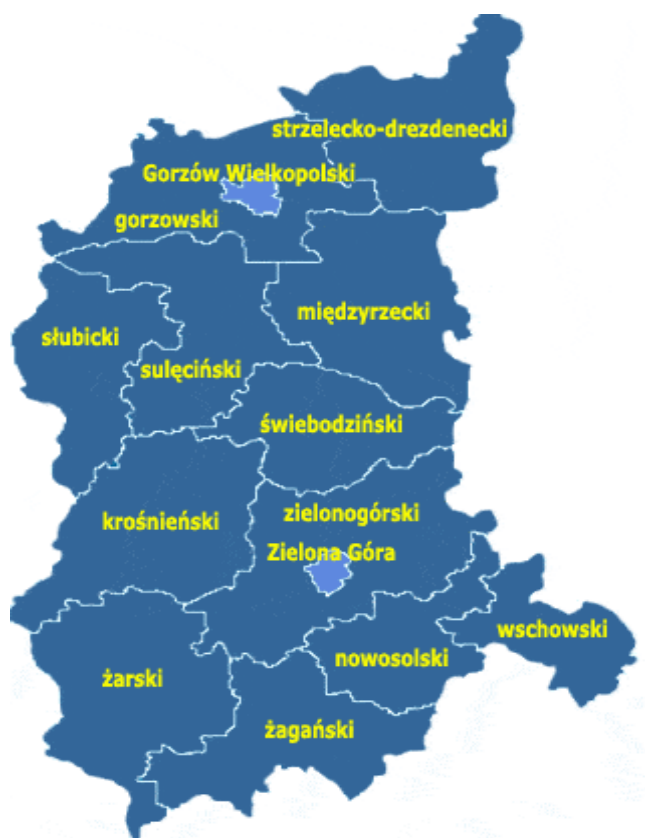 strzelecko-drezdenecki
Gorzów Wielkopolski
gorzowski
międzyrzecki
słubicki
sulęciński
świebodziński
krośnieński
zielonogórski
Zielona Góra
wschowski
nowosolski
żarski
żagański